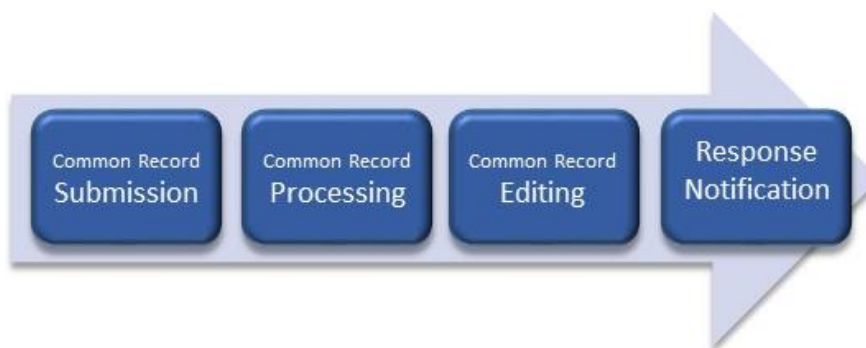 Common Record
Submission
Common Record
Processing
Common Record
Editing
Response
Notification